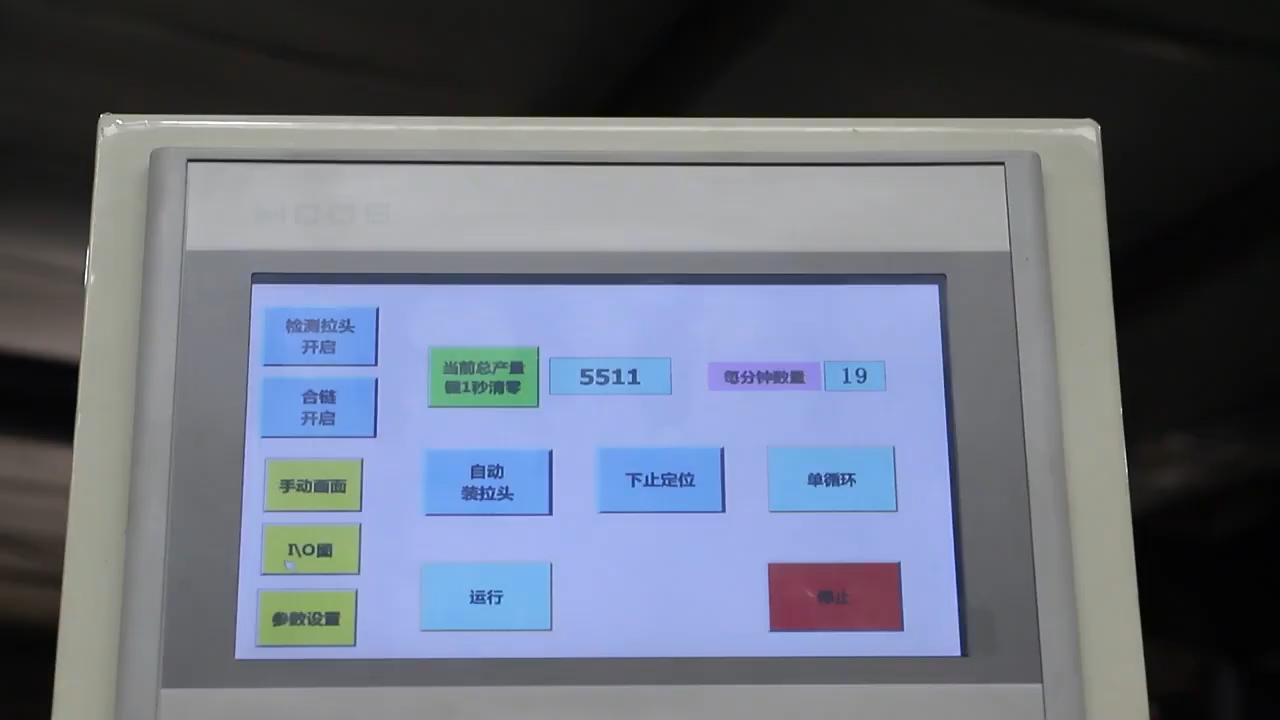 检测拉头
开启
合链
开启
手动画面
I\O图
参数设置
当前总产量
按1秒清零
5511
每分钟数量
19
自动
装拉头
下止定位
单循环
运行
停止